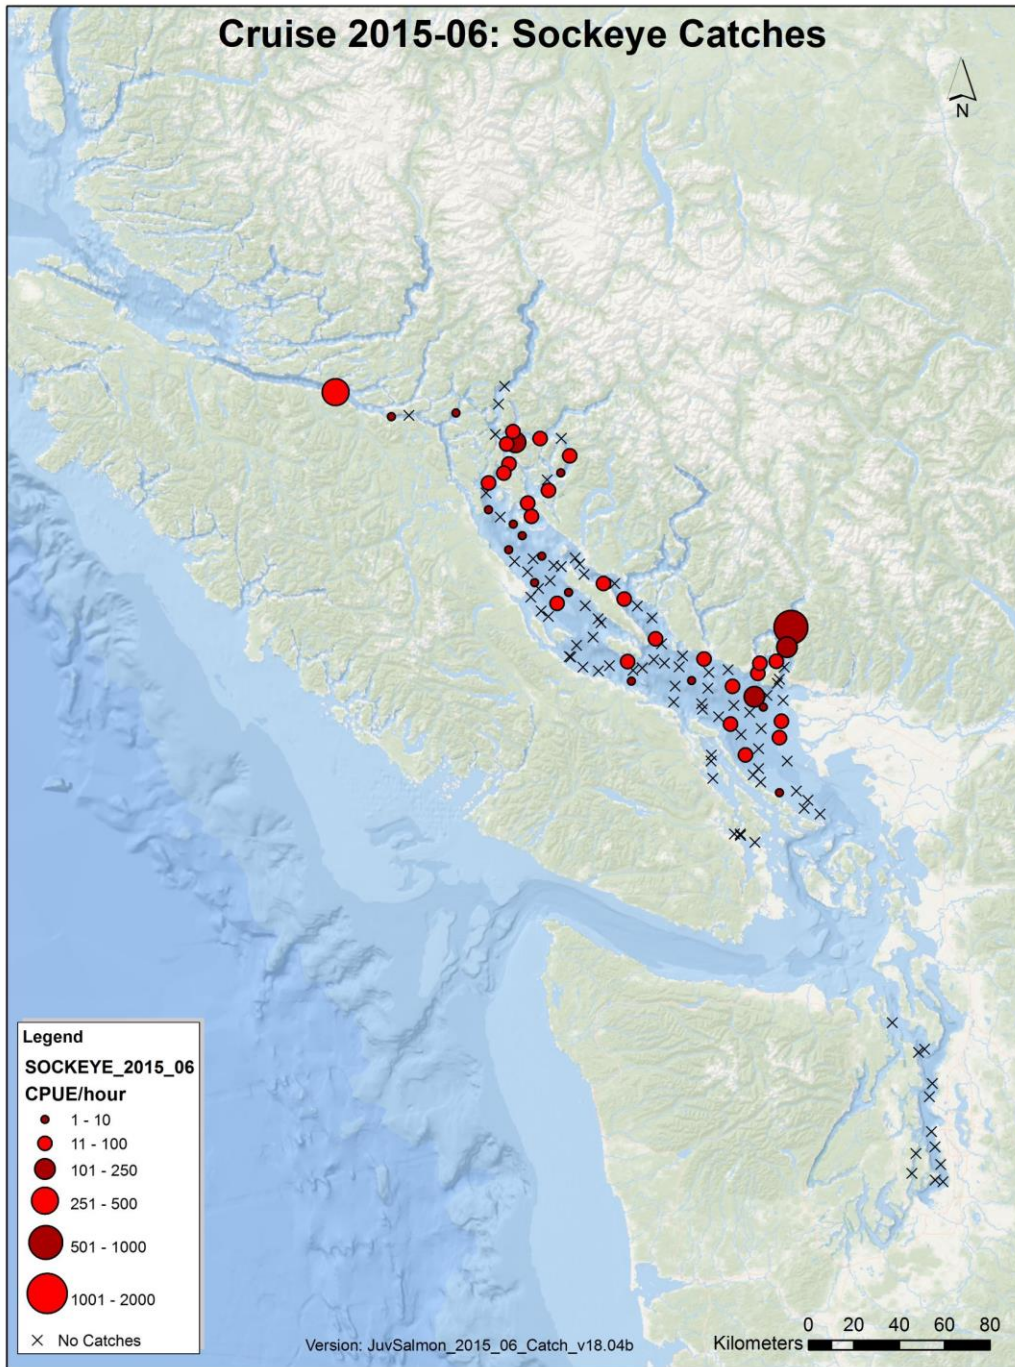 Cruise 2015-06: Sockeye Catches
N
Legend
SOCKEYE_2015_06
CPUE/hour
1 - 10
11 - 100
101 - 250
251 - 500
501 - 1000
1001 - 2000
No Catches
Version: JuvSalmon_2015_06_Catch_v18.04b
0 20 40 60 80
Kilometers